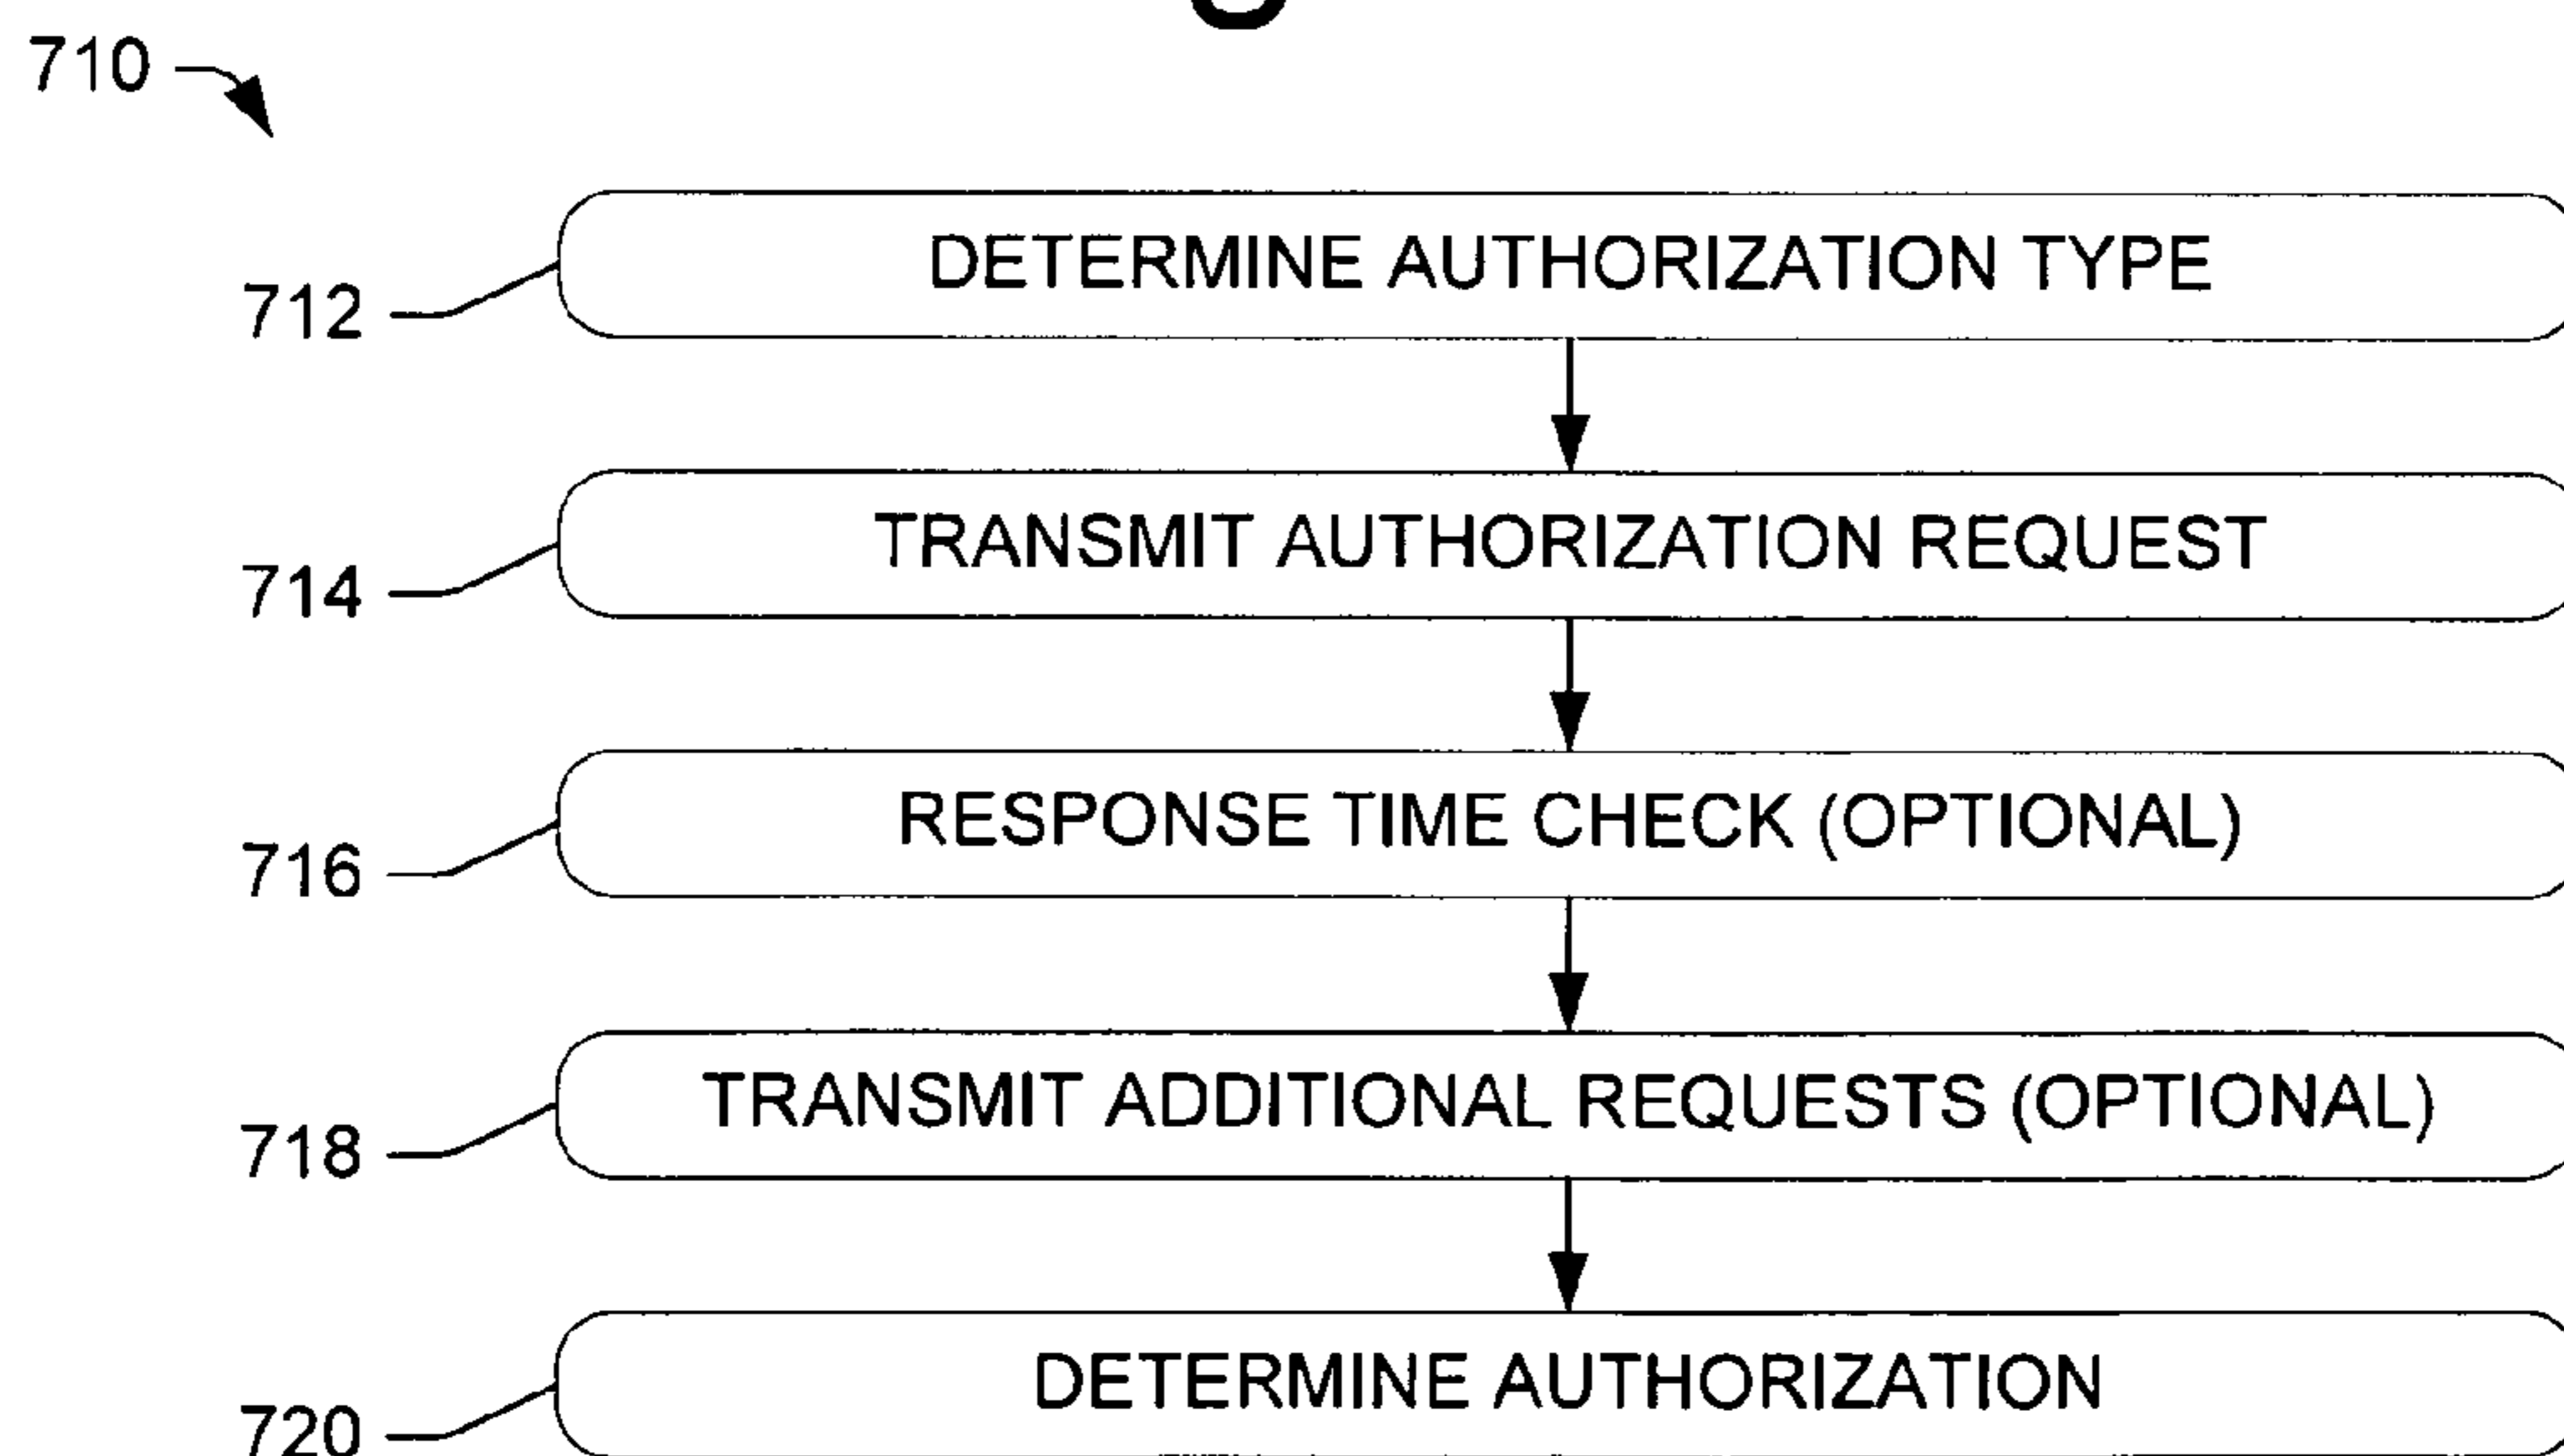 710
DETERMINE AUTHORIZATION TYPE
712
TRANSMIT AUTHORIZATION REQUEST
714
RESPONSE TIME CHECK (OPTIONAL)
716
TRANSMIT ADDITIONAL REQUESTS (OPTIONAL)
718
DETERMINE AUTHORIZATION
720